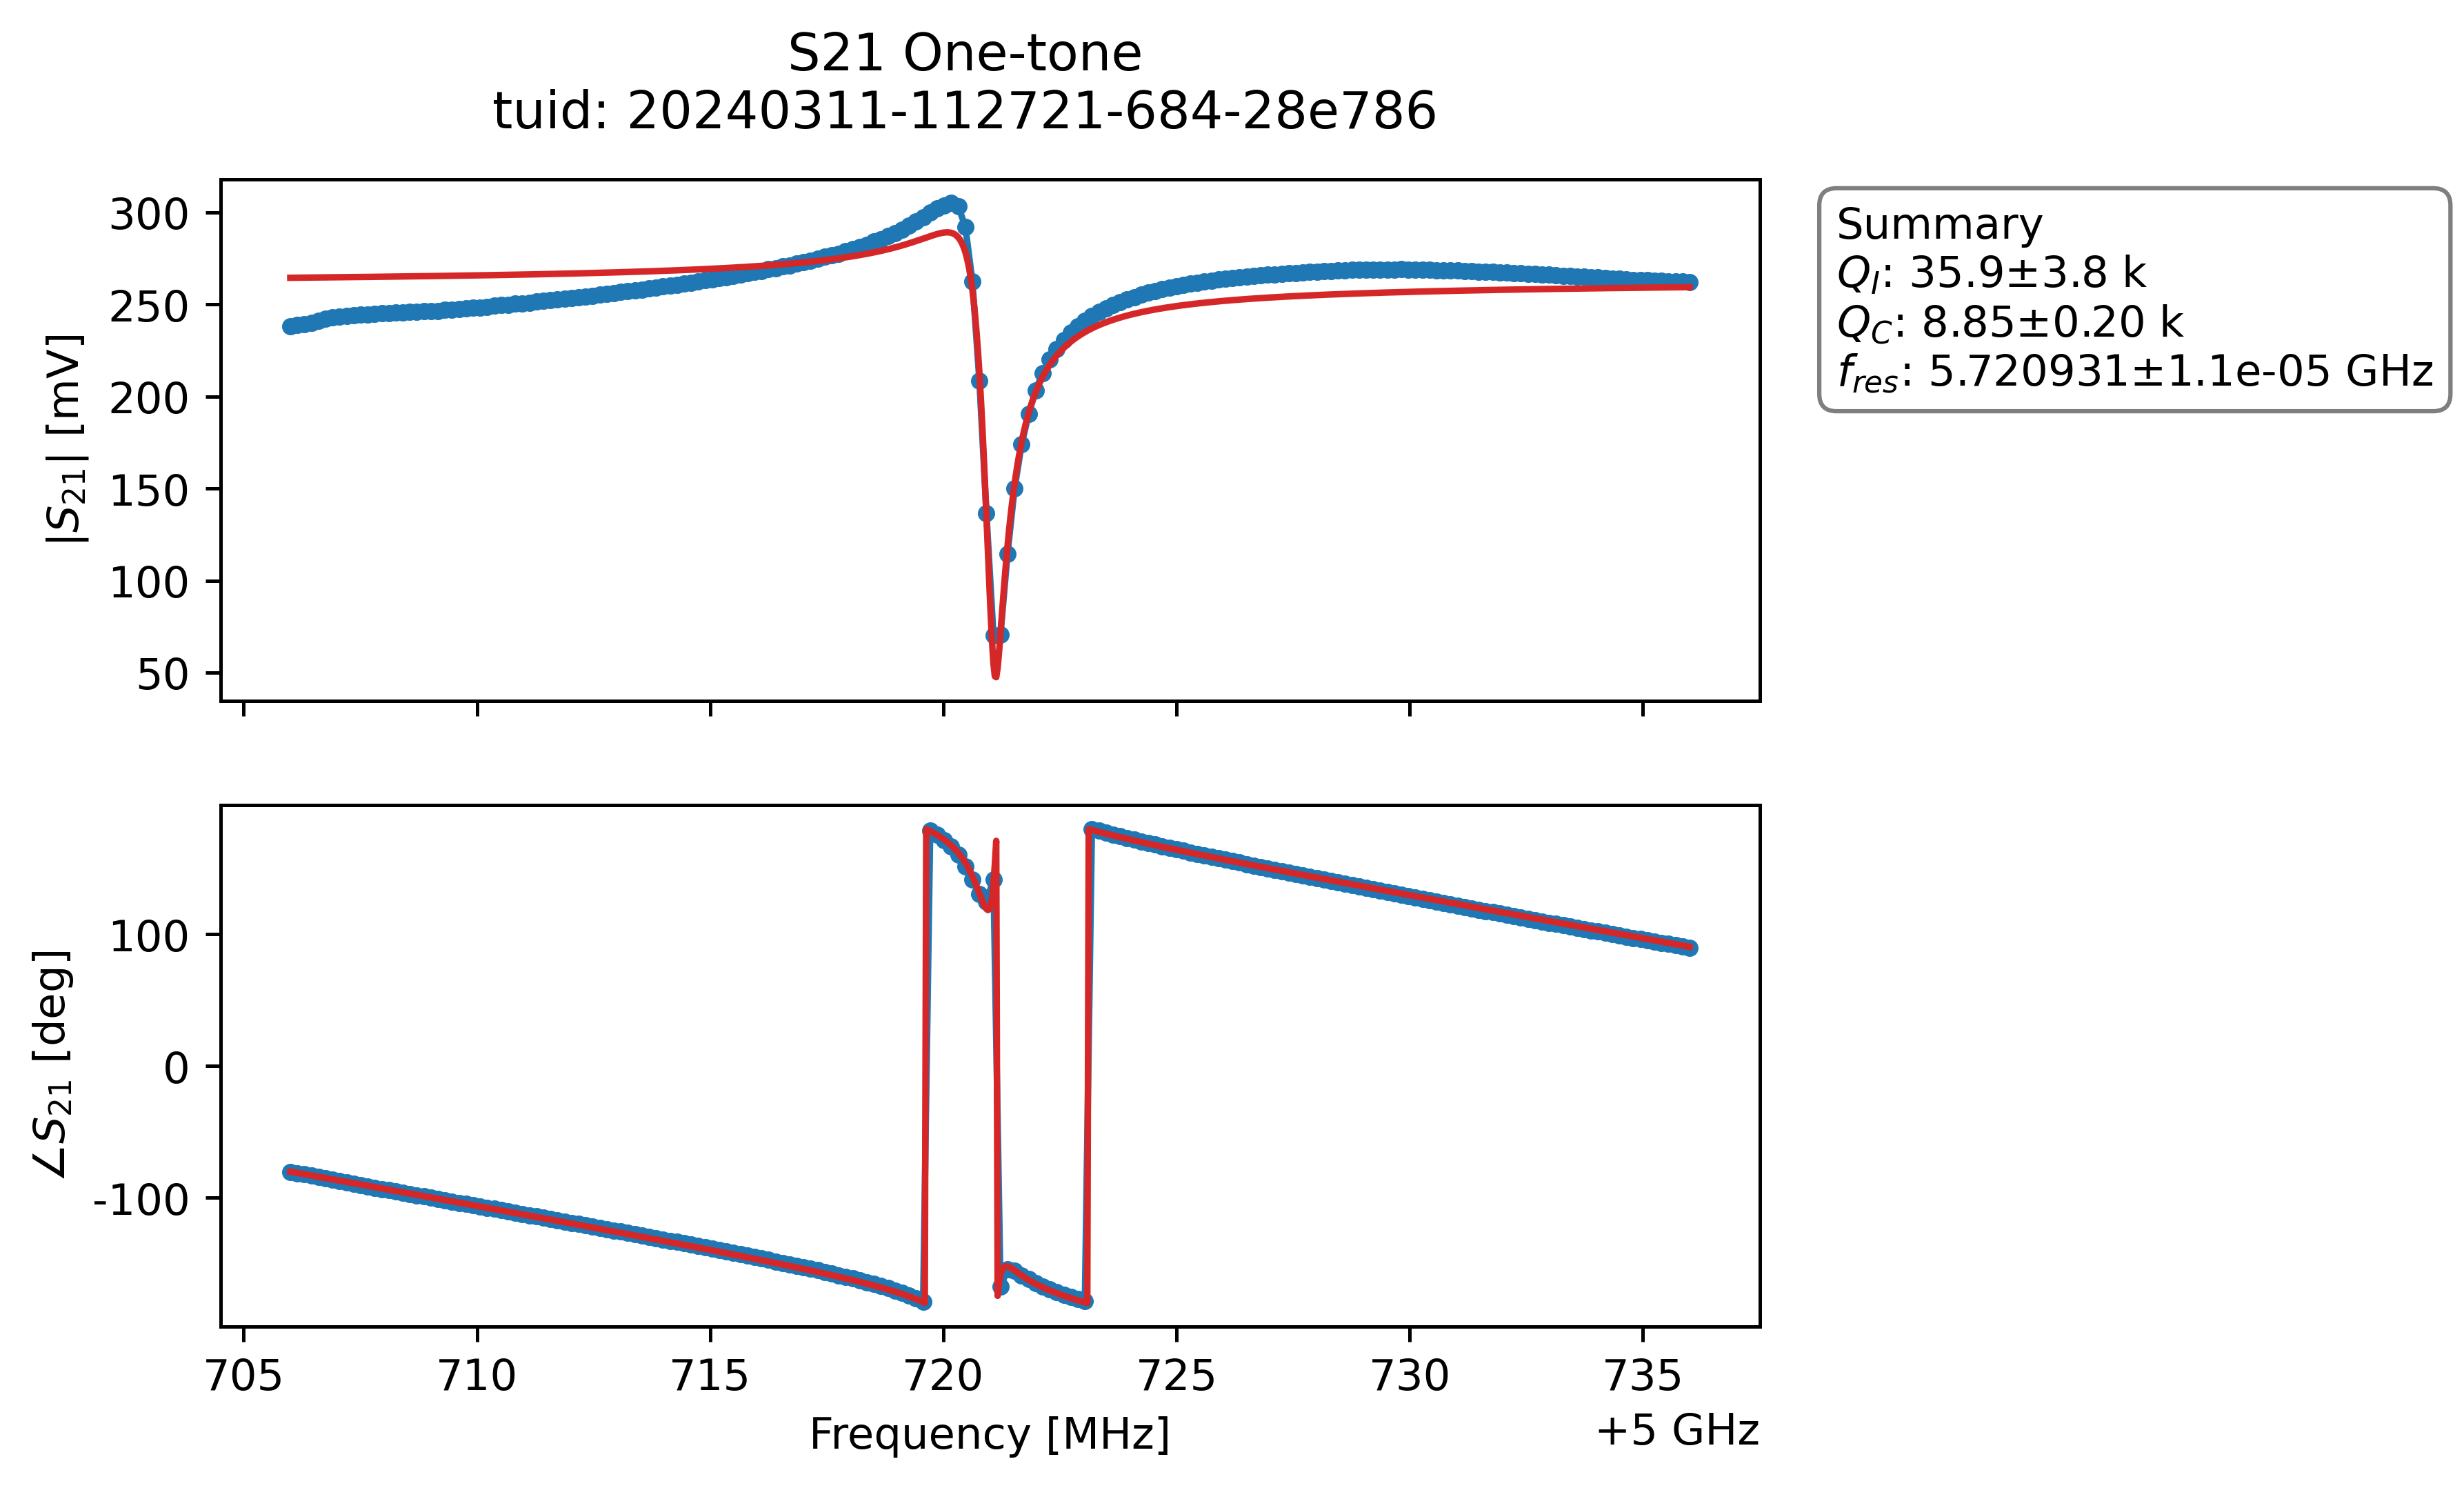 S21 One-tone
tuid: 20240311-112721-684-28e786
|S21| [mV]
300
250
200
150
100
50
Summary
Ql: 35.9±3.8 k
QC: 8.85±0.20 k
fres: 5.720931±1.1e-05 GHz
∠S21 [deg]
100
0
-100
705 710 715 720 725 730 735
Frequency [MHz]
+5 GHz